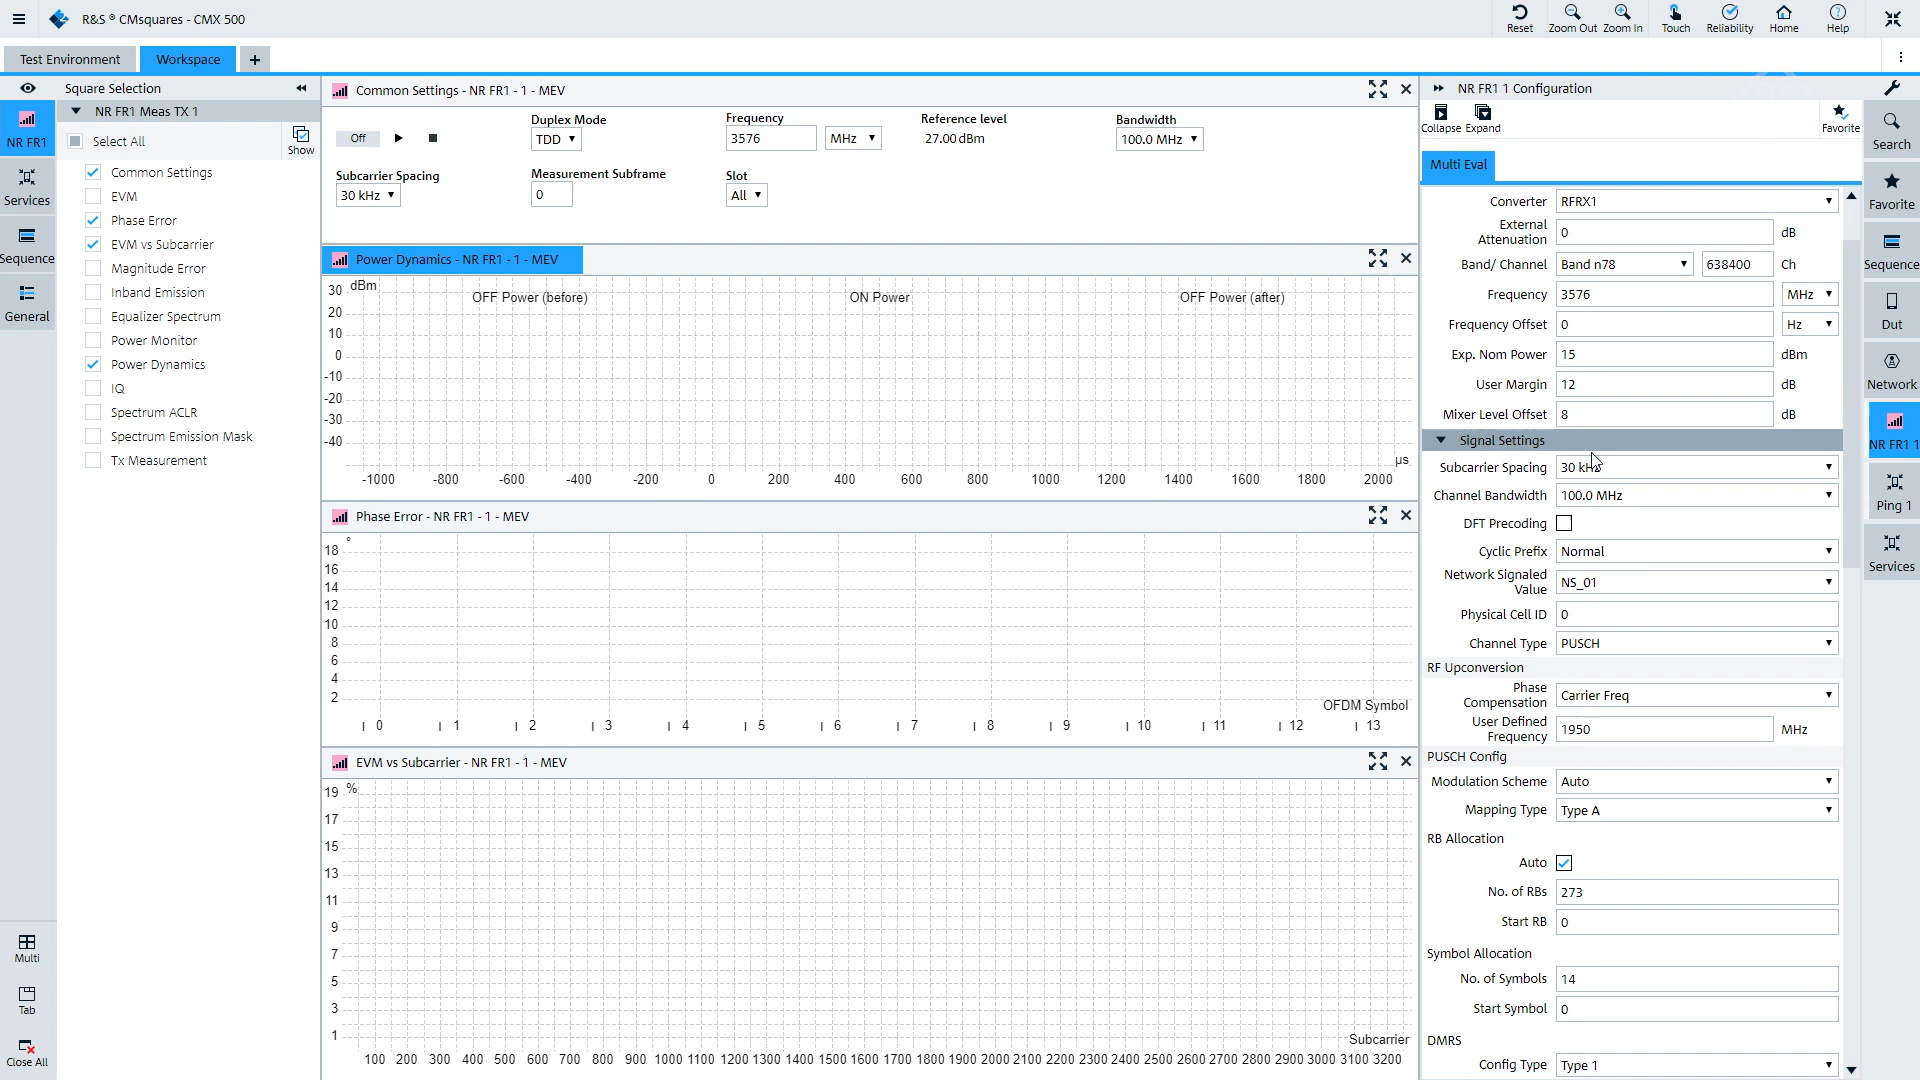 R&S ® CMsquares - CMX 500
Reset
Zoom Out
Zoom In
Touch
Reliability
Home
Help
Test Environment
Workspace
+
Square Selection
NR FR1 Meas TX 1
Select All
Show
Common Settings
EVM
Phase Error
EVM vs Subcarrier
Magnitude Error
Inband Emission
Equalizer Spectrum
Power Monitor
Power Dynamics
IQ
Spectrum ACLR
Spectrum Emission Mask
Tx Measurement
NR FR1
Services
Sequence
General
Multi
Tab
Close All
Common Settings - NR FR1 - 1 - MEV
Off
Duplex Mode
TDD
Frequency
3576
MHz
Reference level
27.00 dBm
Bandwidth
100.0 MHz
Subcarrier Spacing
30 kHz
Measurement Subframe
0
Slot
All
Power Dynamics - NR FR1 - 1 - MEV
dBm
OFF Power (before)
ON Power
OFF Power (after)
30
20
10
0
-10
-20
-30
-40
µs
-1000 -800 -600 -400 -200 0 200 400 600 800 1000 1200 1400 1600 1800 2000
Phase Error - NR FR1 - 1 - MEV
°
18
16
14
12
10
8
6
4
2
OFDM Symbol
0 1 2 3 4 5 6 7 8 9 10 11 12 13
EVM vs Subcarrier - NR FR1 - 1 - MEV
%
19
17
15
13
11
9
7
5
3
1
Subcarrier
100 200 300 400 500 600 700 800 900 1000 1100 1200 1300 1400 1500 1600 1700 1800 1900 2000 2100 2200 2300 2400 2500 2600 2700 2800 2900 3000 3100 3200
NR FR1 1 Configuration
Collapse
Expand
Favorite
Multi Eval
Converter RFRX1
External Attenuation 0 dB
Band/ Channel Band n78 638400 Ch
Frequency 3576 MHz
Frequency Offset 0 Hz
Exp. Nom Power 15 dBm
User Margin 12 dB
Mixer Level Offset 8 dB
Signal Settings
Subcarrier Spacing 30 kHz
Channel Bandwidth 100.0 MHz
DFT Precoding
Cyclic Prefix Normal
Network Signaled Value NS_01
Physical Cell ID 0
Channel Type PUSCH
RF Upconversion
Phase Compensation Carrier Freq
User Defined Frequency 1950 MHz
PUSCH Config
Modulation Scheme Auto
Mapping Type Type A
RB Allocation
Auto
No. of RBs 273
Start RB 0
Symbol Allocation
No. of Symbols 14
Start Symbol 0
DMRS
Config Type Type 1
Search
Favorite
Sequence
Dut
Network
NR FR1 1
Ping 1
Services